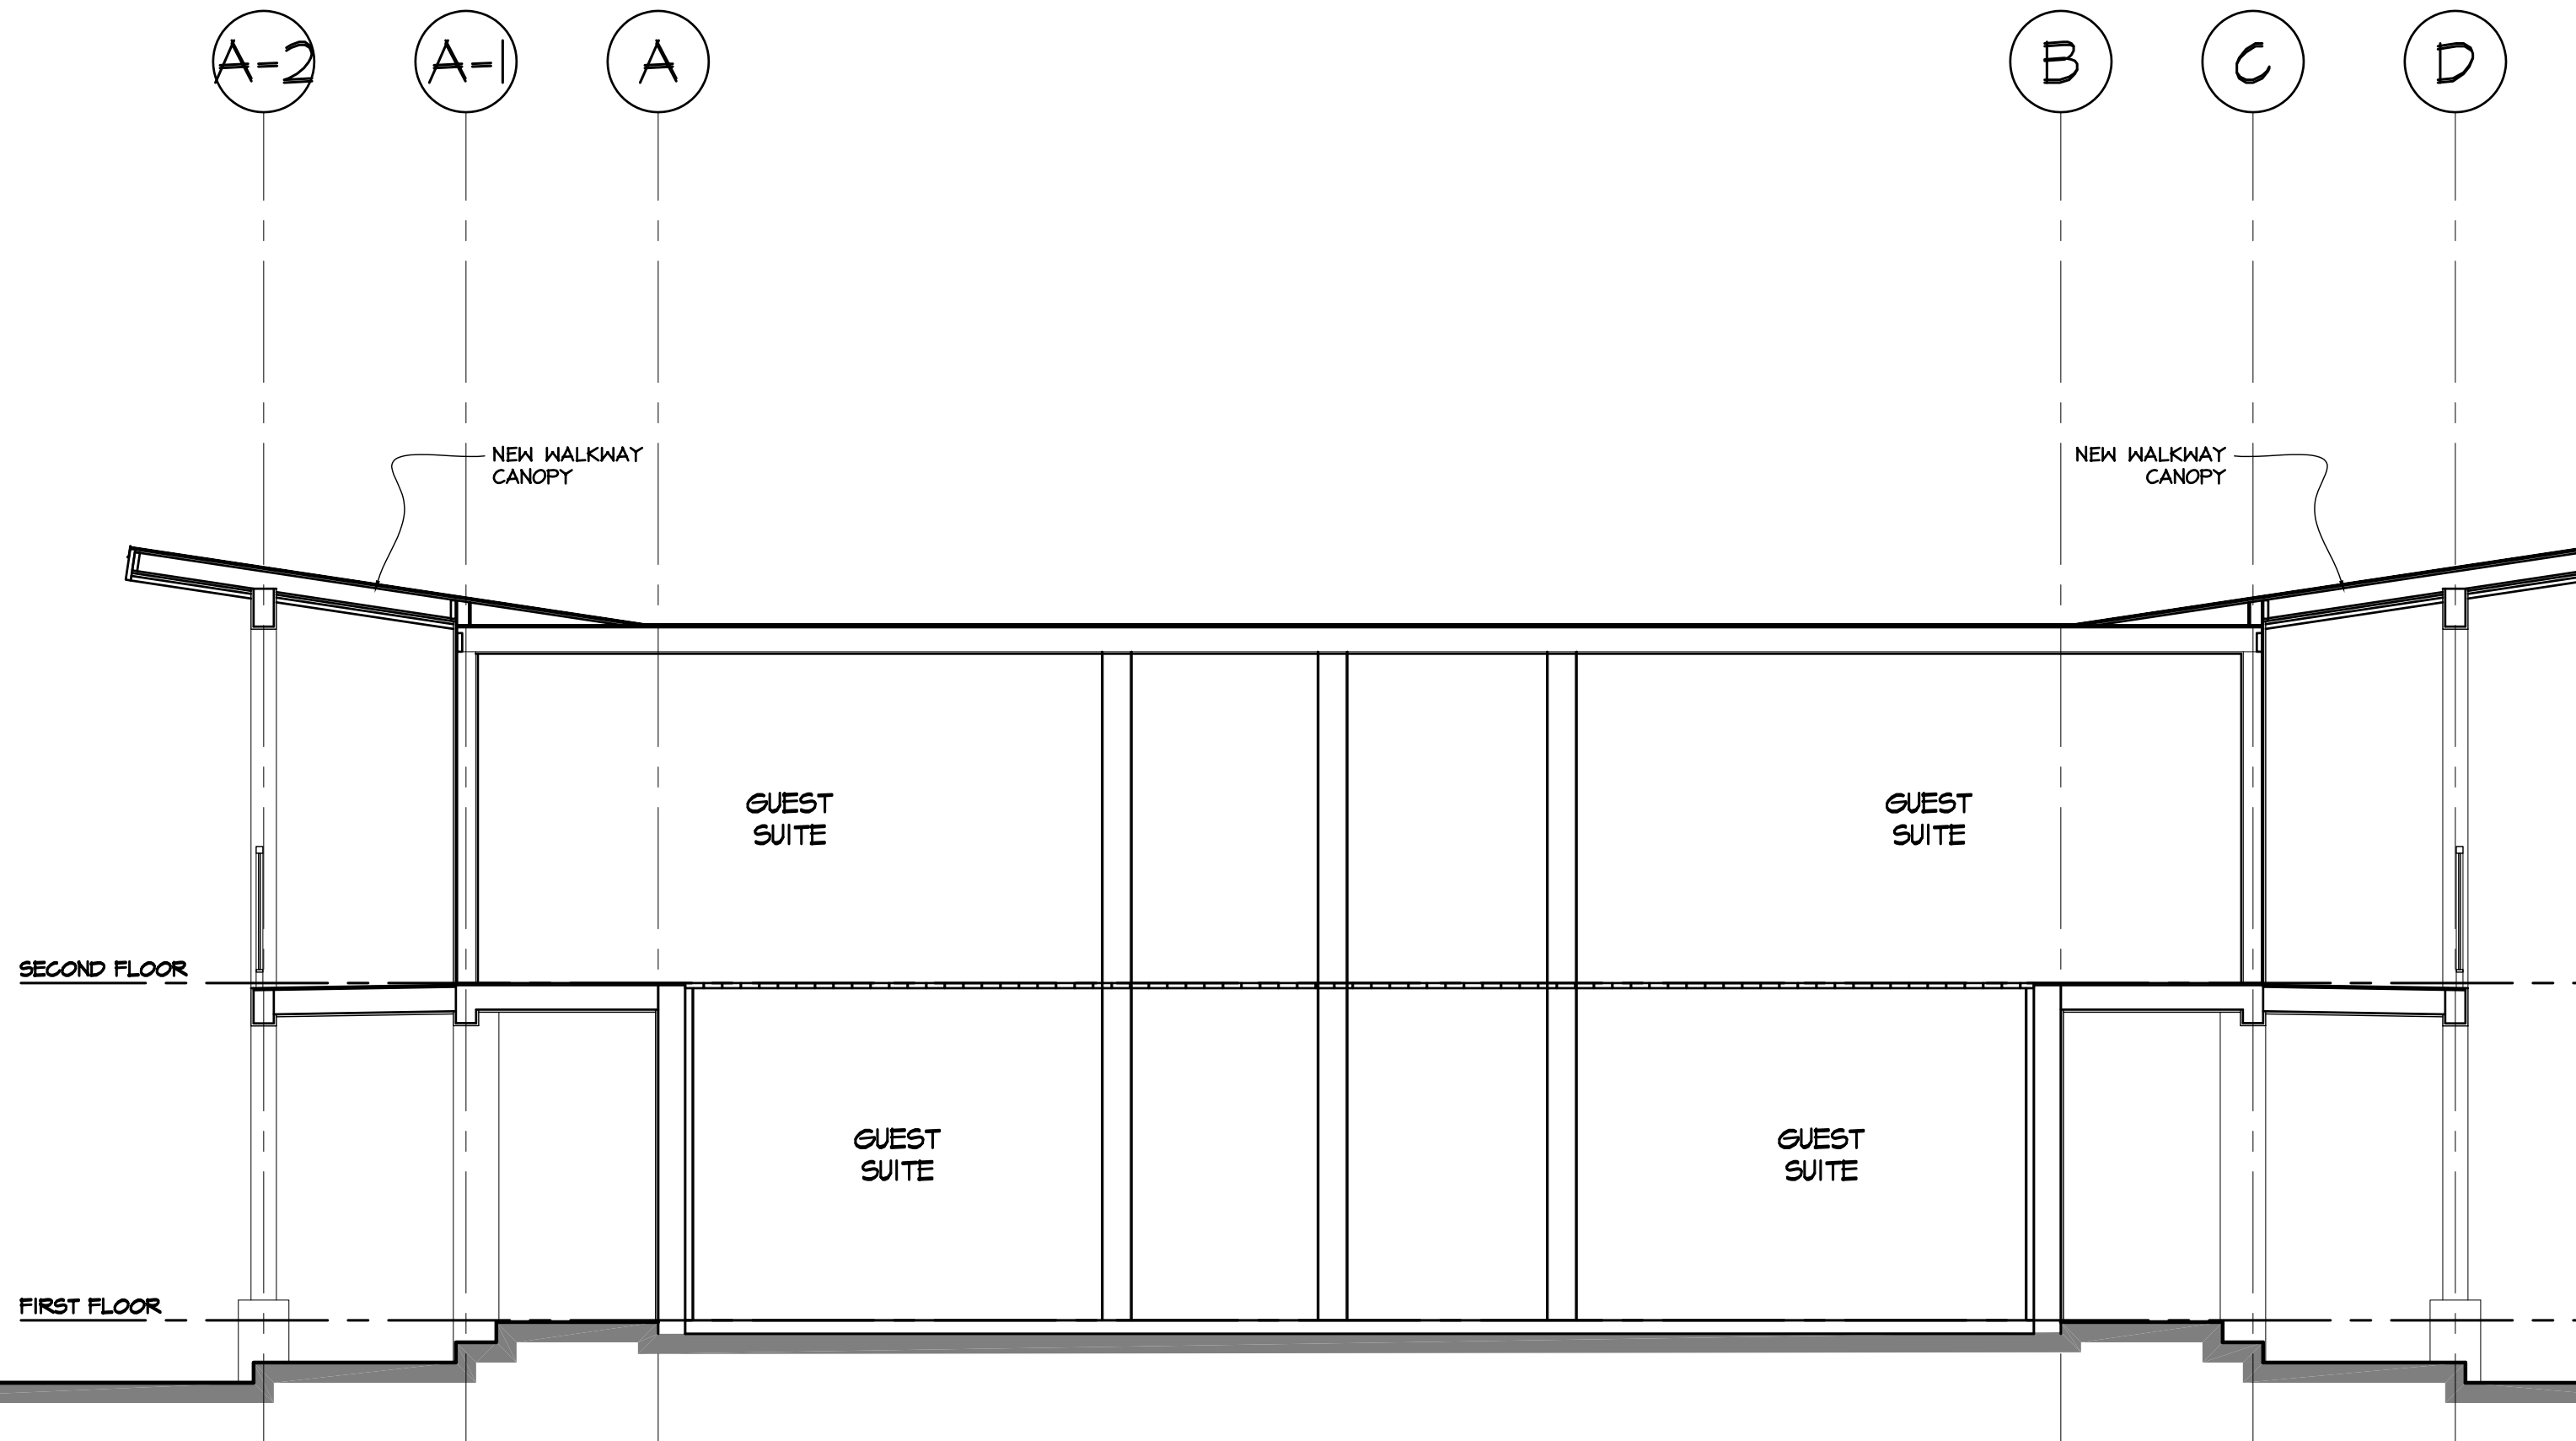 A-2
A-1
A
B
C
D
NEW WALKWAY
CANOPY
NEW WALKWAY
CANOPY
GUEST
SUITE
GUEST
SUITE
SECOND FLOOR
GUEST
SUITE
GUEST
SUITE
FIRST FLOOR